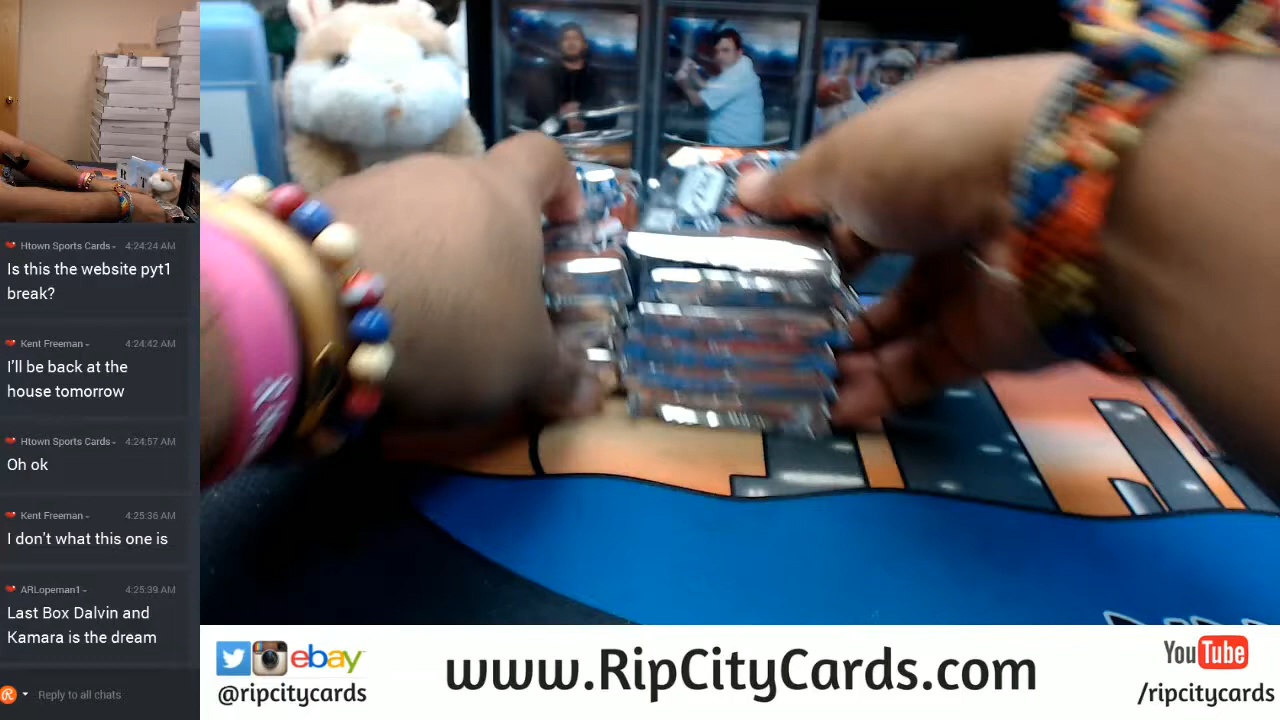 Htown Sports Cards 4:24:24 AM
Is this the website pyt1
break?
Kent Freeman 4:24:42 AM
I'll be back at the
house tomorrow
Htown Sports Cards 4:24:57 AM
Oh ok
Kent Freeman 4:25:36 AM
I don't what this one is
ARLopeman1 4:25:39 AM
Last Box Dalvin and
Kamara is the dream
Reply to all chats
ebay
@ripcitycards
www.RipCityCards.com
YouTube
/ripcitycards